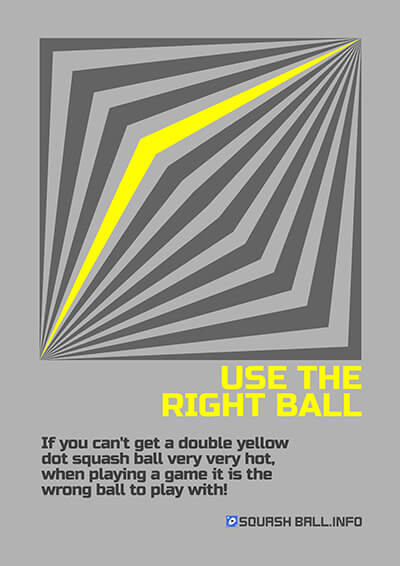 USE THE
RIGHT BALL
If you can't get a double yellow
dot squash ball very very hot,
when playing a game it is the
wrong ball to play with!
SQUASH BALL.INFO